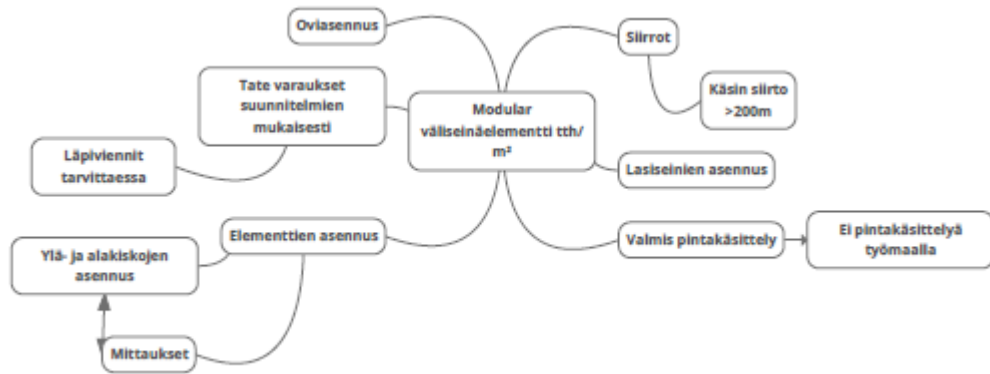 Oviasennus
Siirrot
Tate varaukset
suunnitelmien
mukaisesti
Käsin siirto
>200m
Modular
väliseinäelementti tth/
m²
Läpiviennit
tarvittaessa
Lasiseinien asennus
Elementtien asennus
Valmis pintakäsittely
Ei pintakäsittelyä
työmaalla
Ylä- ja alakiskojen
asennus
Mittaukset